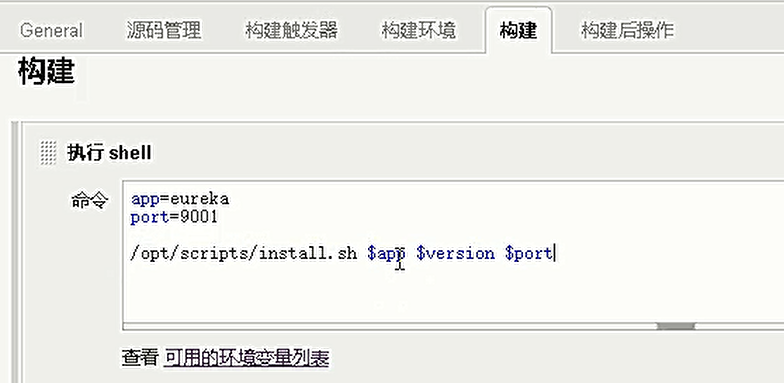 General 源码管理 构建触发器 构建环境 构建 构建后操作
构建
执行 shell
命令
app=eureka
port=9001
/opt/scripts/install.sh $app $version $port
查看 可用的环境变量列表